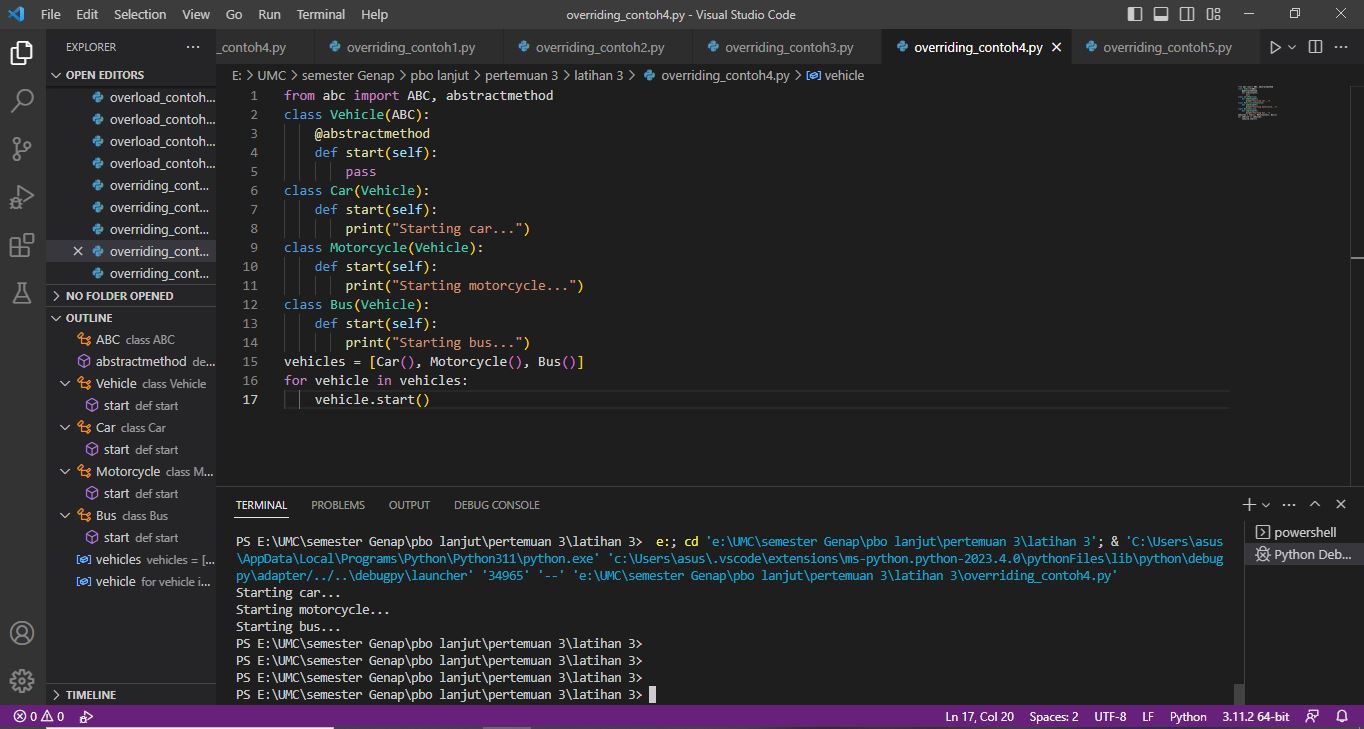 File Edit Selection View Go Run Terminal Help overriding_contoh4.py - Visual Studio Code
EXPLORER ...
_contoh4.py overriding_contoh1.py overriding_contoh2.py overriding_contoh3.py overriding_contoh4.py overriding_contoh5.py
OPEN EDITORS
overload_contoh...
overload_contoh...
overload_contoh...
overload_contoh...
overriding_cont...
overriding_cont...
overriding_cont...
overriding_cont...
overriding_cont...
NO FOLDER OPENED
OUTLINE
ABC class ABC
abstractmethod de...
Vehicle class Vehicle
start def start
Car class Car
start def start
Motorcycle class M...
start def start
Bus class Bus
start def start
vehicles vehicles = [...
vehicle for vehicle i...
TIMELINE
E: > UMC > semester Genap > pbo lanjut > pertemuan 3 > latihan 3 > overriding_contoh4.py > vehicle
1 from abc import ABC, abstractmethod
2 class Vehicle(ABC):
3 @abstractmethod
4 def start(self):
5 pass
6 class Car(Vehicle):
7 def start(self):
8 print("Starting car...")
9 class Motorcycle(Vehicle):
10 def start(self):
11 print("Starting motorcycle...")
12 class Bus(Vehicle):
13 def start(self):
14 print("Starting bus...")
15 vehicles = [Car(), Motorcycle(), Bus()]
16 for vehicle in vehicles:
17 vehicle.start()
TERMINAL PROBLEMS OUTPUT DEBUG CONSOLE
PS E:\UMC\semester Genap\pbo lanjut\pertemuan 3\latihan 3> e:; cd 'e:\UMC\semester Genap\pbo lanjut\pertemuan 3\latihan 3'; & 'C:\Users\asus
\AppData\Local\Programs\Python\Python311\python.exe' 'c:\Users\asus\.vscode\extensions\ms-python.python-2023.4.0\pythonFiles\lib\python\debug
py\adapter/../..\debugpy\launcher' '34965' '--' 'e:\UMC\semester Genap\pbo lanjut\pertemuan 3\latihan 3\overriding_contoh4.py'
Starting car...
Starting motorcycle...
Starting bus...
PS E:\UMC\semester Genap\pbo lanjut\pertemuan 3\latihan 3>
PS E:\UMC\semester Genap\pbo lanjut\pertemuan 3\latihan 3>
PS E:\UMC\semester Genap\pbo lanjut\pertemuan 3\latihan 3>
PS E:\UMC\semester Genap\pbo lanjut\pertemuan 3\latihan 3>
powershell
Python Deb...
0 0 Ln 17, Col 20 Spaces: 2 UTF-8 LF Python 3.11.2 64-bit